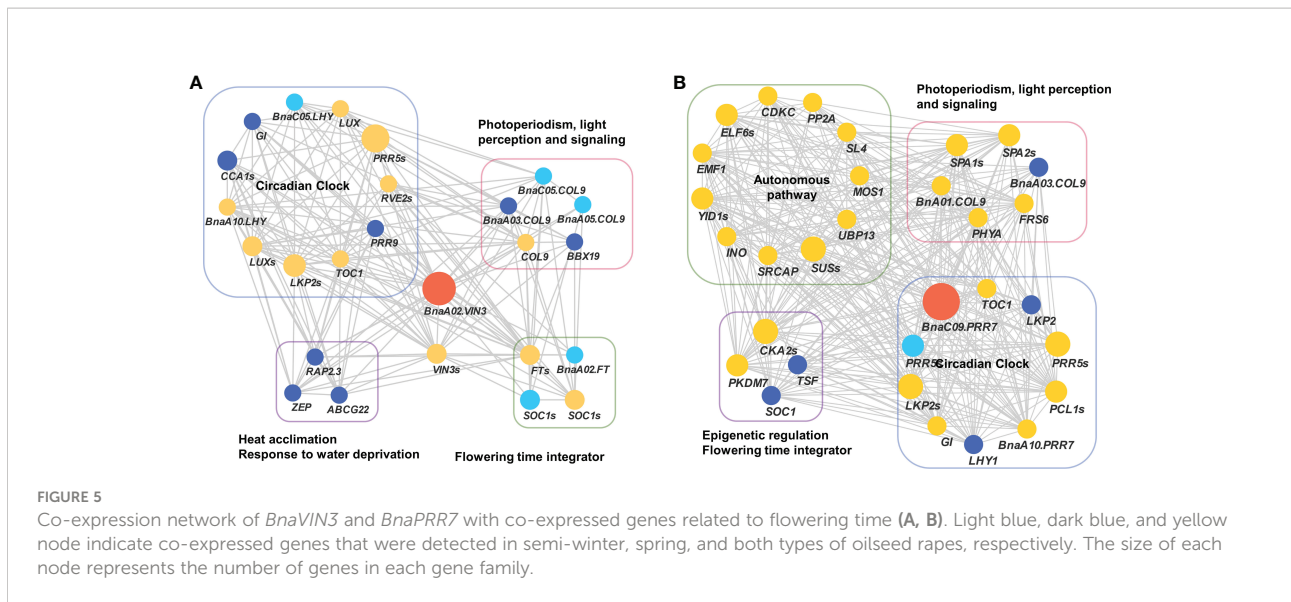 A
BnaC05.LHY
LUX
GI
PRR5s
CCA1s
Circadian Clock
RVE2s
BnaA10.LHY
PRR9
LUXs
LKP2s
TOC1
Photoperiodism, light
perception and signaling
BnaC05.COL9
BnaA03.COL9
BnaA05.COL9
COL9
BBX19
BnaA02.VIN3
RAP2.3
ZEP
ABCG22
VIN3s
FTs
BnaA02.FT
SOC1s
SOC1s
Heat acclimation
Response to water deprivation
Flowering time integrator
B
CDKC
PP2A
ELF6s
SL4
EMF1
Autonomous
pathway
MOS1
YID1s
UBP13
INO
SRCAP
SUSs
Photoperiodism, light perception
and signaling
SPA1s
SPA2s
BnaA03.COL9
BnA01.COL9
FRS6
PHYA
TOC1
LKP2
BnaC09.PRR7
PRR5s
Circadian Clock
PRR5s
LKP2s
PCL1s
GI
BnaA10.PRR7
LHY1
CKA2s
PKDM7
TSF
SOC1
Epigenetic regulation
Flowering time integrator
FIGURE 5
Co-expression network of BnaVIN3 and BnaPRR7 with co-expressed genes related to flowering time (A, B). Light blue, dark blue, and yellow
node indicate co-expressed genes that were detected in semi-winter, spring, and both types of oilseed rapes, respectively. The size of each
node represents the number of genes in each gene family.